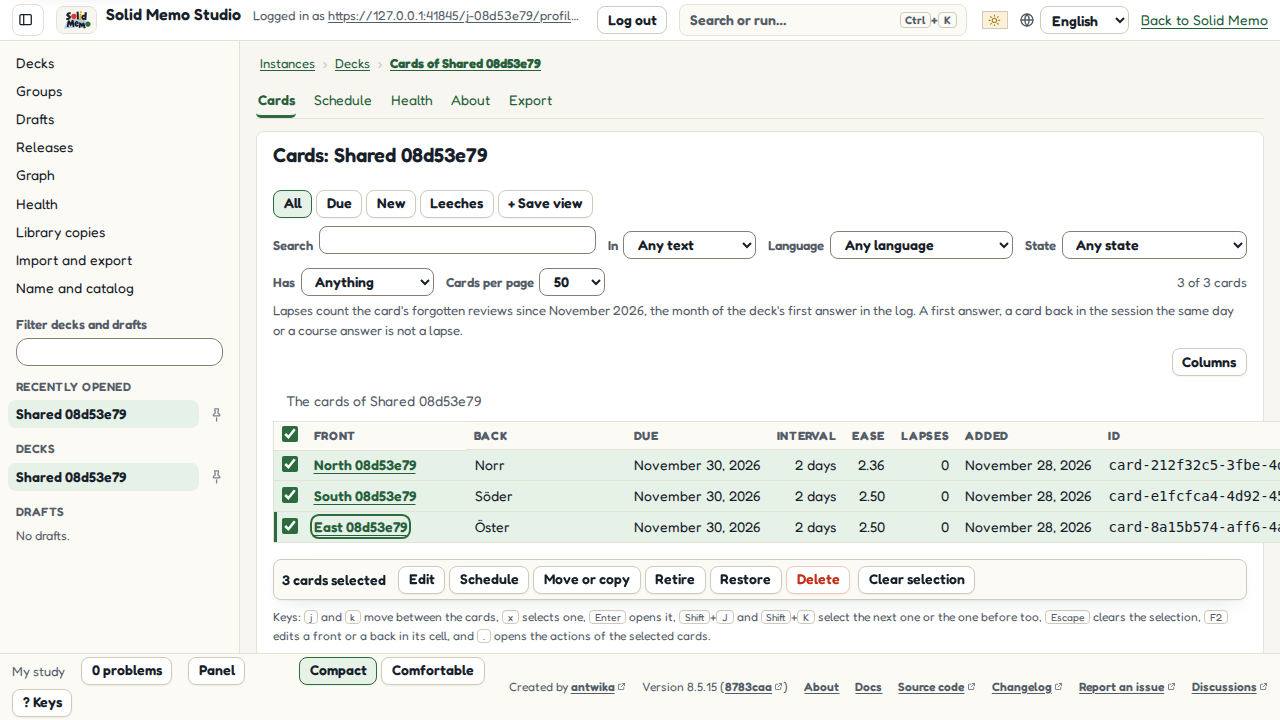 Solid Memo Studio
Logged in as https://127.0.0.1:41845/j-08d53e79/profil...
Log out
Search or run...
Ctrl+K
English
Back to Solid Memo
Decks
Groups
Drafts
Releases
Graph
Health
Library copies
Import and export
Name and catalog
Filter decks and drafts
RECENTLY OPENED
Shared 08d53e79
DECKS
Shared 08d53e79
DRAFTS
No drafts.
Instances › Decks › Cards of Shared 08d53e79
Cards Schedule Health About Export
Cards: Shared 08d53e79
All Due New Leeches + Save view
Search In Any text Language Any language State Any state
Has Anything Cards per page 50 3 of 3 cards
Lapses count the card's forgotten reviews since November 2026, the month of the deck's first answer in the log. A first answer, a card back in the session the same day
or a course answer is not a lapse.
Columns
The cards of Shared 08d53e79
FRONT BACK DUE INTERVAL EASE LAPSES ADDED ID
North 08d53e79 Norr November 30, 2026 2 days 2.36 0 November 28, 2026 card-212f32c5-3fbe-4
South 08d53e79 Söder November 30, 2026 2 days 2.50 0 November 28, 2026 card-e1fcfca4-4d92-45
East 08d53e79 Öster November 30, 2026 2 days 2.50 0 November 28, 2026 card-8a15b574-aff6-4
3 cards selected Edit Schedule Move or copy Retire Restore Delete Clear selection
Keys: j and k move between the cards, x selects one, Enter opens it, Shift+J and Shift+K select the next one or the one before too, Escape clears the selection, F2
edits a front or a back in its cell, and . opens the actions of the selected cards.
My study 0 problems Panel Compact Comfortable
? Keys
Created by antwika Version 8.5.15 (8783caa) About Docs Source code Changelog Report an issue Discussions